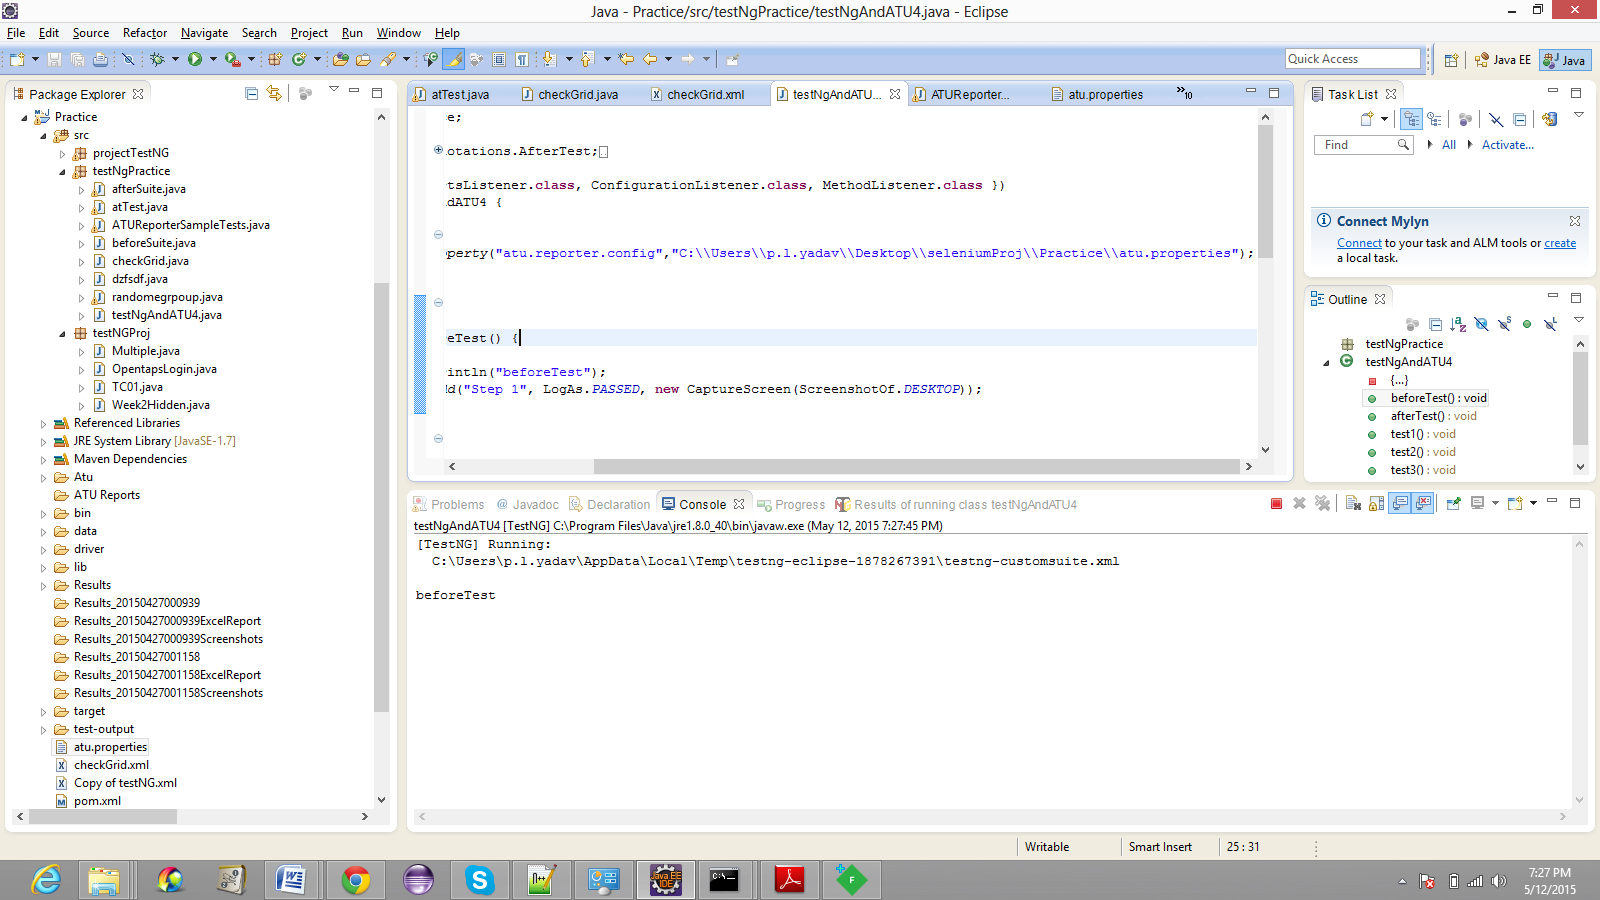 Java - Practice/src/testNgPractice/testNgAndATU4.java - Eclipse
File Edit Source Refactor Navigate Search Project Run Window Help
Quick Access
Java EE
Java
Package Explorer
Practice
src
projectTestNG
testNgPractice
afterSuite.java
atTest.java
ATUReporterSampleTests.java
beforeSuite.java
checkGrid.java
dzfsdf.java
randomegrpoup.java
testNgAndATU4.java
testNGProj
Multiple.java
OpentapsLogin.java
TC01.java
Week2Hidden.java
Referenced Libraries
JRE System Library [JavaSE-1.7]
Maven Dependencies
Atu
ATU Reports
bin
data
driver
lib
Results
Results_20150427000939
Results_20150427000939ExcelReport
Results_20150427000939Screenshots
Results_20150427001158
Results_20150427001158ExcelReport
Results_20150427001158Screenshots
target
test-output
atu.properties
checkGrid.xml
Copy of testNG.xml
pom.xml
atTest.java checkGrid.java checkGrid.xml testNgAndATU... ATUReporter... atu.properties »10
ce;
otations.AfterTest;
tsListener.class, ConfigurationListener.class, MethodListener.class })
dATU4 {
operty("atu.reporter.config","C:\\Users\\p.l.yadav\\Desktop\\seleniumProj\\Practice\\atu.properties");
eTest() {
intln("beforeTest");
dd("Step 1", LogAs.PASSED, new CaptureScreen(ScreenshotOf.DESKTOP));
Task List
Find
All
Activate...
Connect Mylyn
Connect to your task and ALM tools or create
a local task.
Outline
testNgPractice
testNgAndATU4
{...}
beforeTest() : void
afterTest() : void
test1() : void
test2() : void
test3() : void
Problems @ Javadoc Declaration Console Progress Results of running class testNgAndATU4
testNgAndATU4 [TestNG] C:\Program Files\Java\jre1.8.0_40\bin\javaw.exe (May 12, 2015 7:27:45 PM)
[TestNG] Running:
C:\Users\p.l.yadav\AppData\Local\Temp\testng-eclipse-1878267391\testng-customsuite.xml
beforeTest
Writable
Smart Insert
25 : 31
Java EE
IDE
7:27 PM
5/12/2015